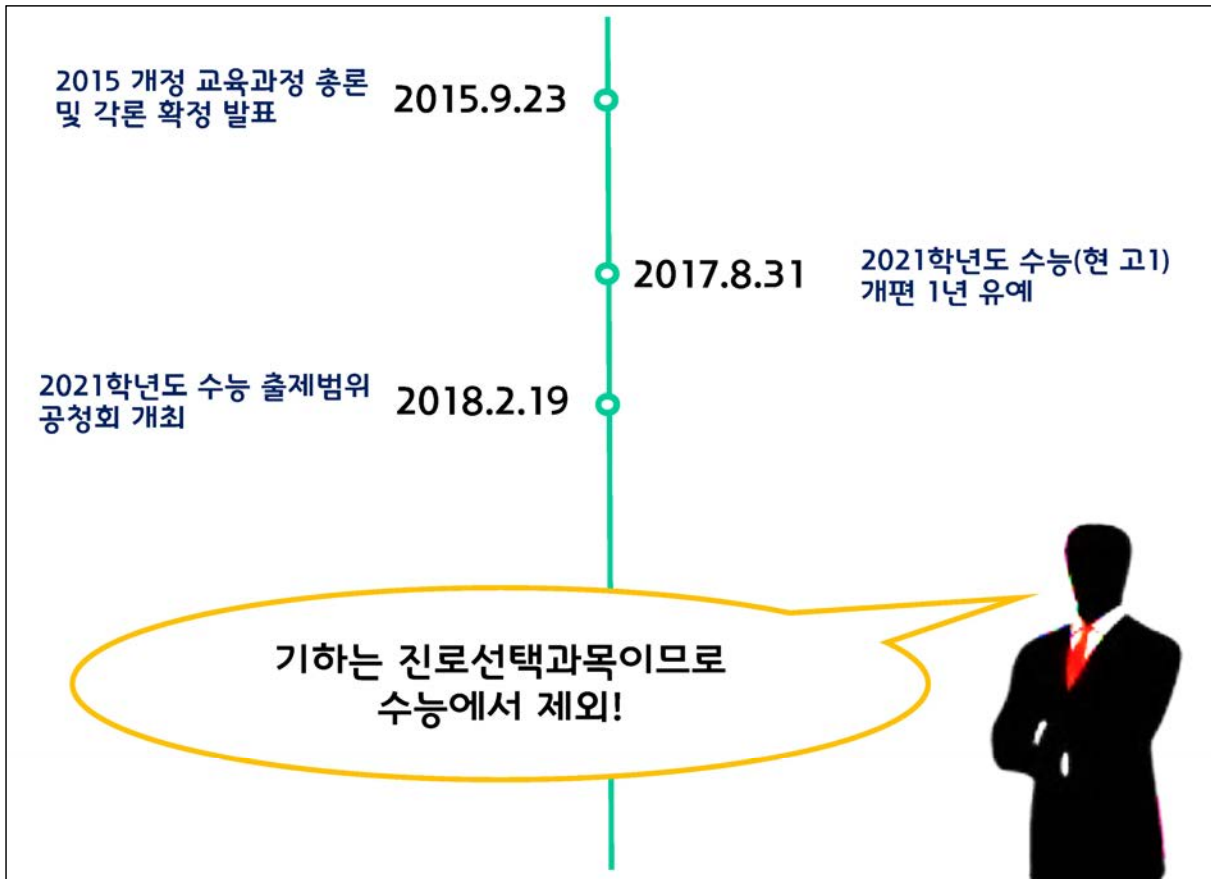 2015 개정 교육과정 총론
및 각론 확정 발표
2015.9.23
2017.8.31
2021학년도 수능(현 고1)
개편 1년 유예
2021학년도 수능 출제범위
공청회 개최
2018.2.19
기하는 진로선택과목이므로
수능에서 제외!